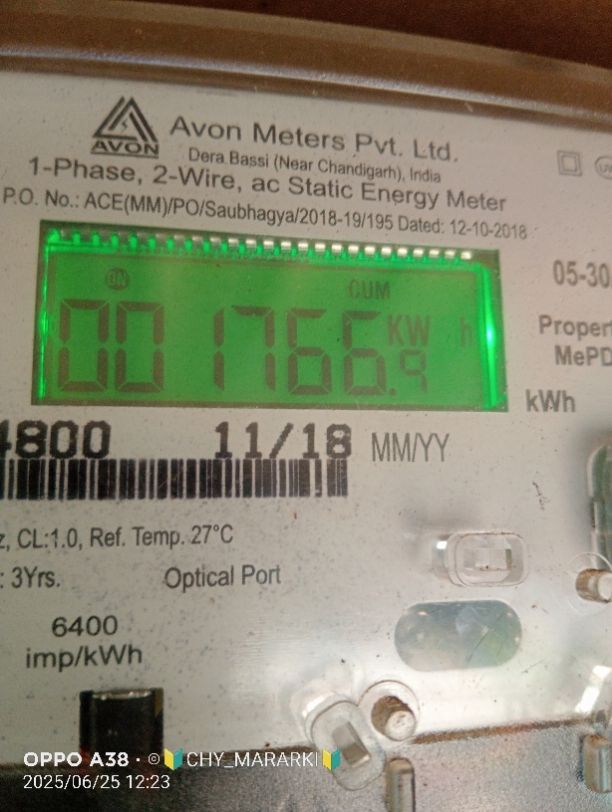 AVON
Avon Meters Pvt. Ltd.
Dera Bassi (Near Chandigarh), India
1-Phase, 2-Wire, ac Static Energy Meter
P.O. No.: ACE(MM)/PO/Saubhagya/2018-19/195 Dated: 12-10-2018
ON CUM
001766.9 KW h
05-30
Proper
MePD
kWh
4800 11/18 MM/YY
z, CL:1.0, Ref. Temp. 27°C
: 3Yrs. Optical Port
6400
imp/kWh
OPPO A38 · ©🔰CHY_MARARKI🔰
2025/06/25 12:23